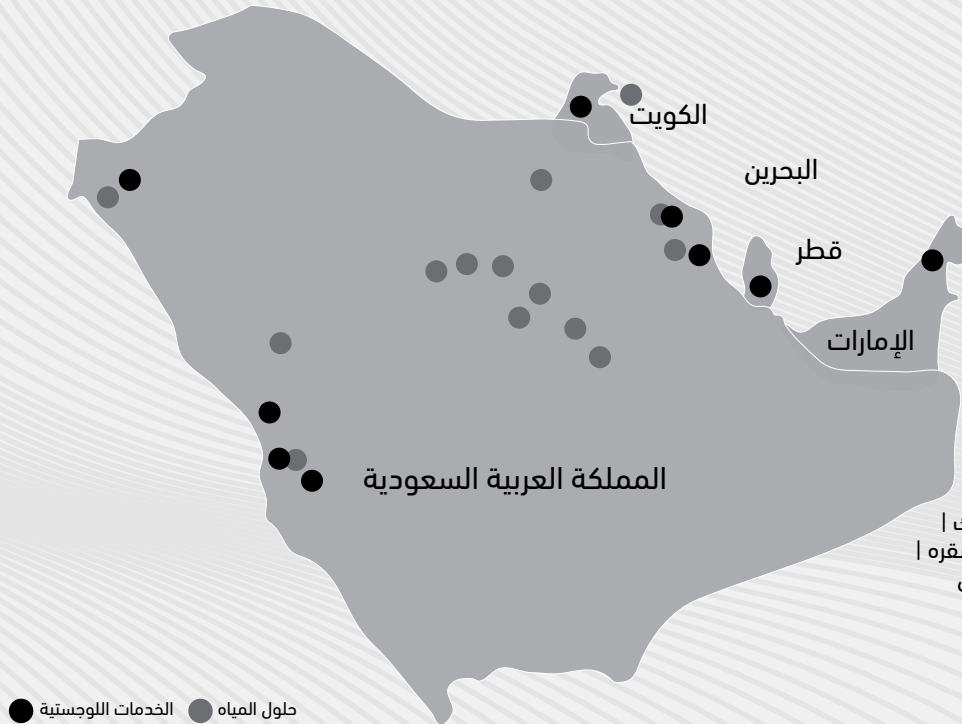 الكويت
البحرين
قطر
الإمارات
المملكة العربية السعودية
حلول المياه
الخدمات اللوجستية